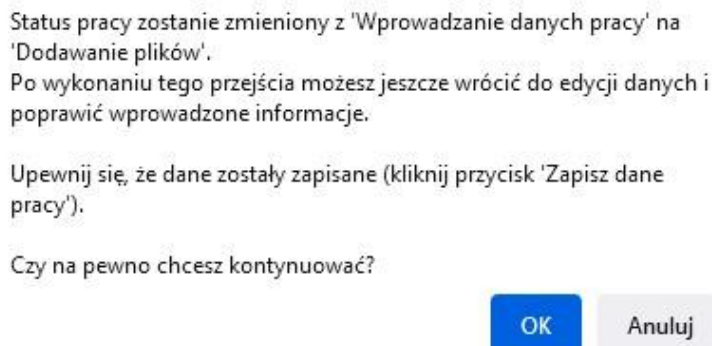 Status pracy zostanie zmieniony z 'Wprowadzanie danych pracy' na
'Dodawanie plików'.
Po wykonaniu tego przejścia możesz jeszcze wrócić do edycji danych i
poprawić wprowadzone informacje.
Upewnij się, że dane zostały zapisane (kliknij przycisk 'Zapisz dane
pracy').
Czy na pewno chcesz kontynuować?
OK Anuluj